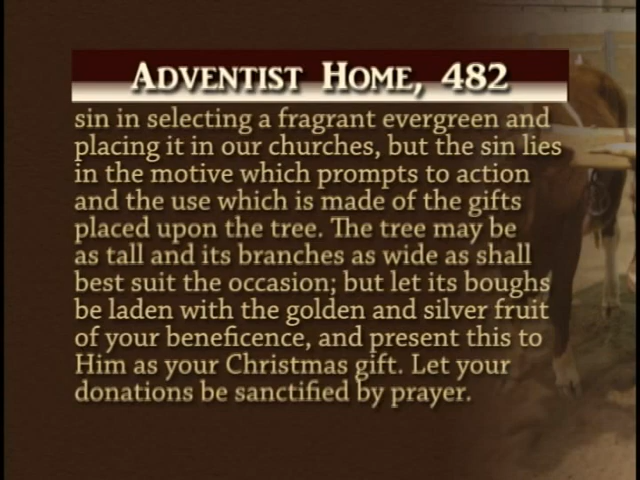 ADVENTIST HOME, 482
sin in selecting a fragrant evergreen and
placing it in our churches, but the sin lies
in the motive which prompts to action
and the use which is made of the gifts
placed upon the tree. The tree may be
as tall and its branches as wide as shall
best suit the occasion; but let its boughs
be laden with the golden and silver fruit
of your beneficence, and present this to
Him as your Christmas gift. Let your
donations be sanctified by prayer.